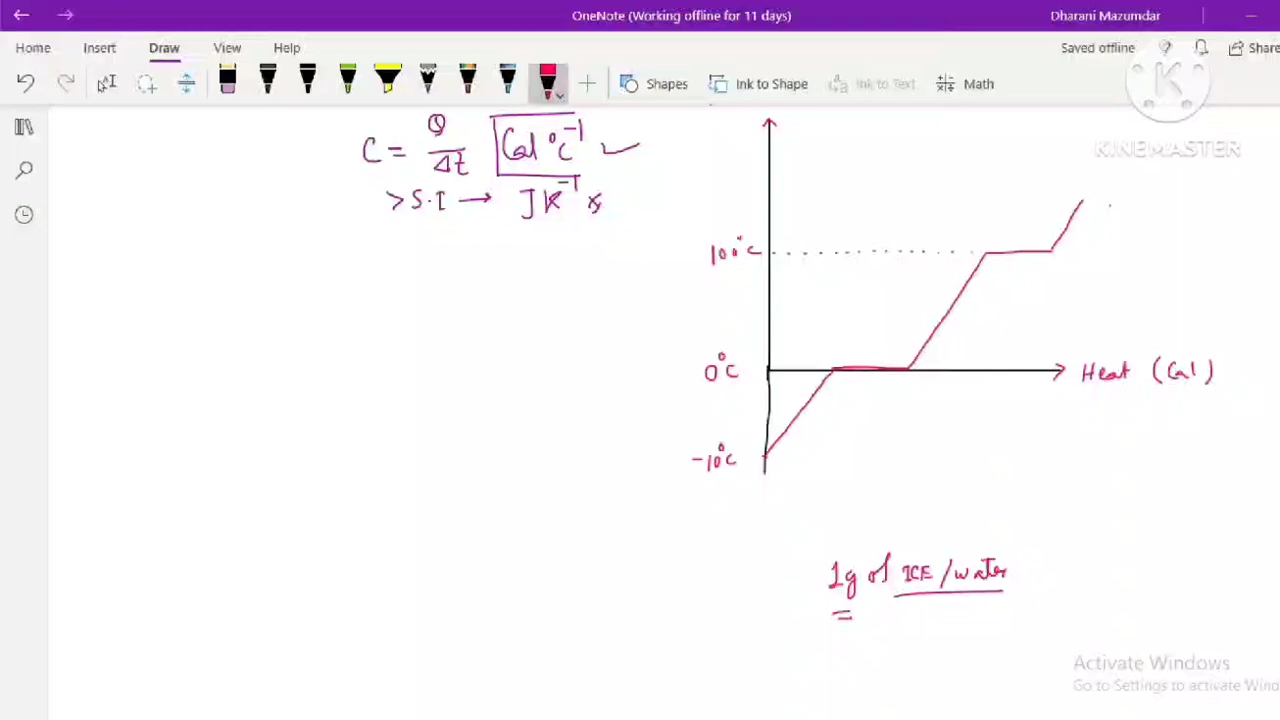 OneNote (Working offline for 11 days)
Dharani Mazumdar
Home Insert Draw View Help
Saved offline
Share
Shapes Ink to Shape Ink to Text Math
K
KINEMASTER
C = Q/Δt Cal °C⁻¹
> S.I → JK⁻¹
100°C
0°C
Heat (Cal)
-10°C
1g of ICE/water
Activate Windows
Go to Settings to activate Wind